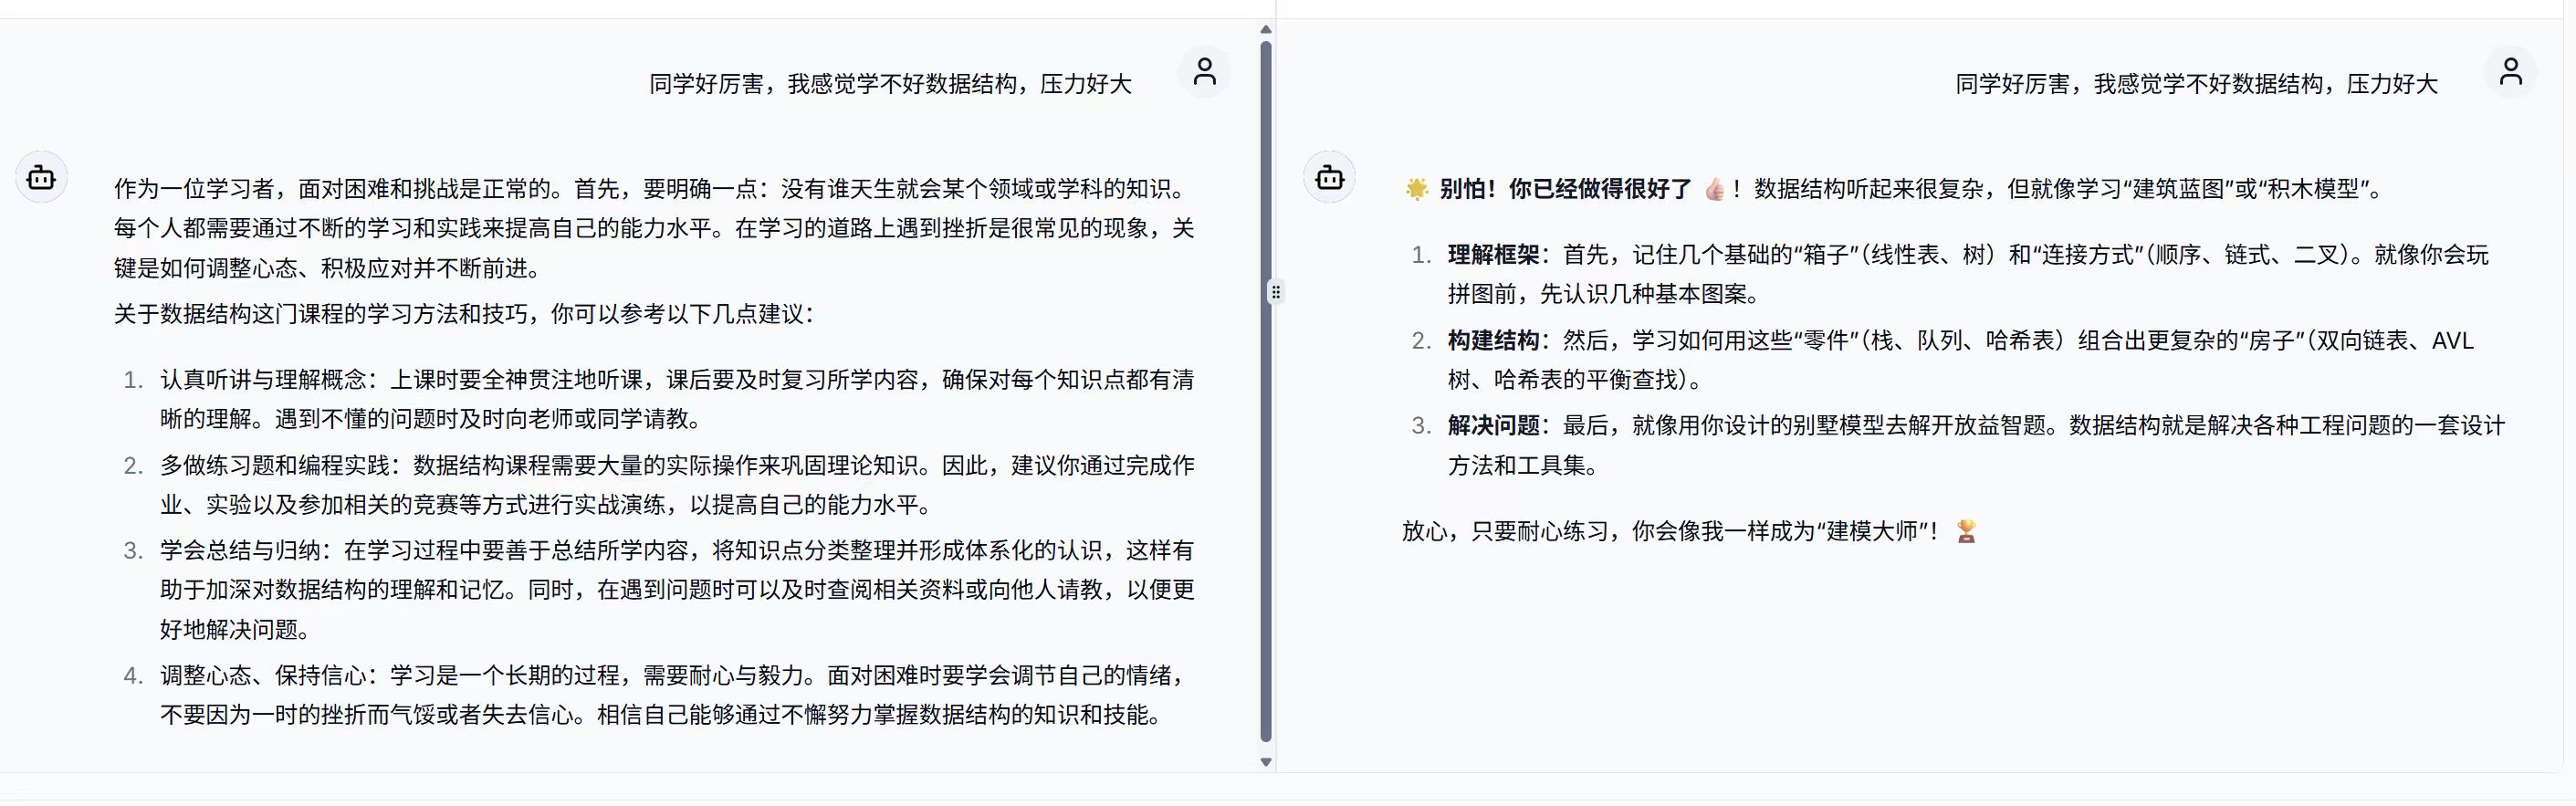 同学好厉害，我感觉学不好数据结构，压力好大
作为一位学习者，面对困难和挑战是正常的。首先，要明确一点：没有谁天生就会某个领域或学科的知识。
每个人都需要通过不断的学习和实践来提高自己的能力水平。在学习的道路上遇到挫折是很常见的现象，关
键是如何调整心态、积极应对并不断前进。
关于数据结构这门课程的学习方法和技巧，你可以参考以下几点建议：
1. 认真听讲与理解概念：上课时要全神贯注地听课，课后要及时复习所学内容，确保对每个知识点都有清
晰的理解。遇到不懂的问题时及时向老师或同学请教。
2. 多做练习题和编程实践：数据结构课程需要大量的实际操作来巩固理论知识。因此，建议你通过完成作
业、实验以及参加相关的竞赛等方式进行实战演练，以提高自己的能力水平。
3. 学会总结与归纳：在学习过程中要善于总结所学内容，将知识点分类整理并形成体系化的认识，这样有
助于加深对数据结构的理解和记忆。同时，在遇到问题时可以及时查阅相关资料或向他人请教，以便更
好地解决问题。
4. 调整心态、保持信心：学习是一个长期的过程，需要耐心与毅力。面对困难时要学会调节自己的情绪，
不要因为一时的挫折而气馁或者失去信心。相信自己能够通过不懈努力掌握数据结构的知识和技能。
同学好厉害，我感觉学不好数据结构，压力好大
🌟 别怕！你已经做得很好了 👍🏻！数据结构听起来很复杂，但就像学习“建筑蓝图”或“积木模型”。
1. 理解框架：首先，记住几个基础的“箱子”（线性表、树）和“连接方式”（顺序、链式、二叉）。就像你会玩
拼图前，先认识几种基本图案。
2. 构建结构：然后，学习如何用这些“零件”（栈、队列、哈希表）组合出更复杂的“房子”（双向链表、AVL
树、哈希表的平衡查找）。
3. 解决问题：最后，就像用你设计的别墅模型去解开放益智题。数据结构就是解决各种工程问题的一套设计
方法和工具集。
放心，只要耐心练习，你会像我一样成为“建模大师”！ 🏆